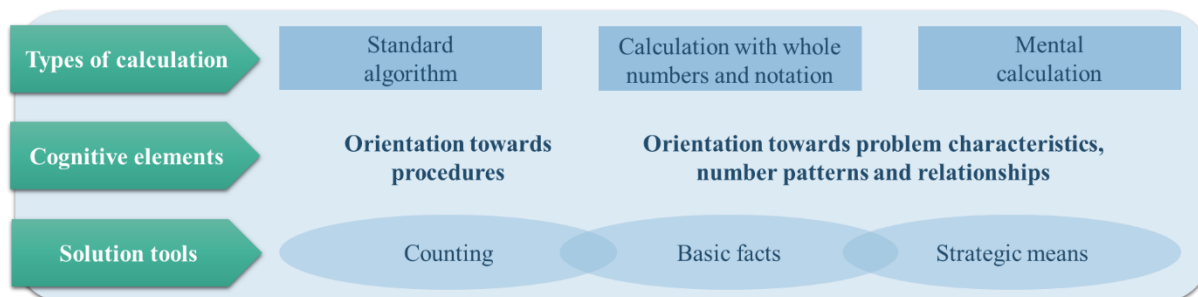 Types of calculation
Standard
algorithm
Calculation with whole
numbers and notation
Mental
calculation
Cognitive elements
Orientation towards
procedures
Orientation towards problem characteristics,
number patterns and relationships
Solution tools
Counting
Basic facts
Strategic means